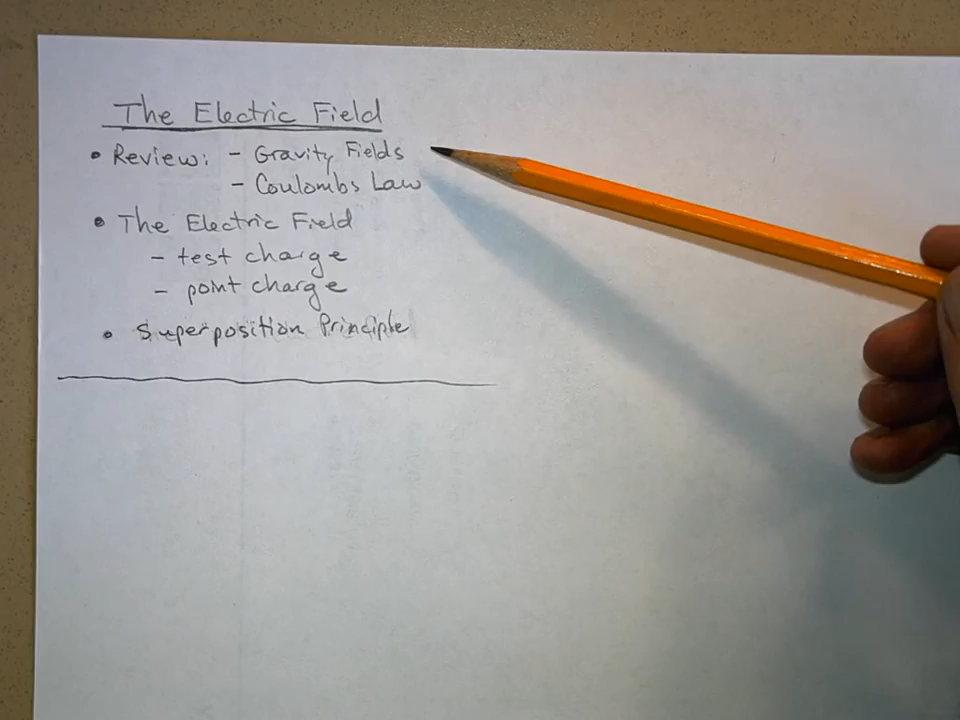 The Electric Field
• Review: - Gravity Fields
- Coulombs Law
• The Electric Field
- test charge
- point charge
• Superposition Principle